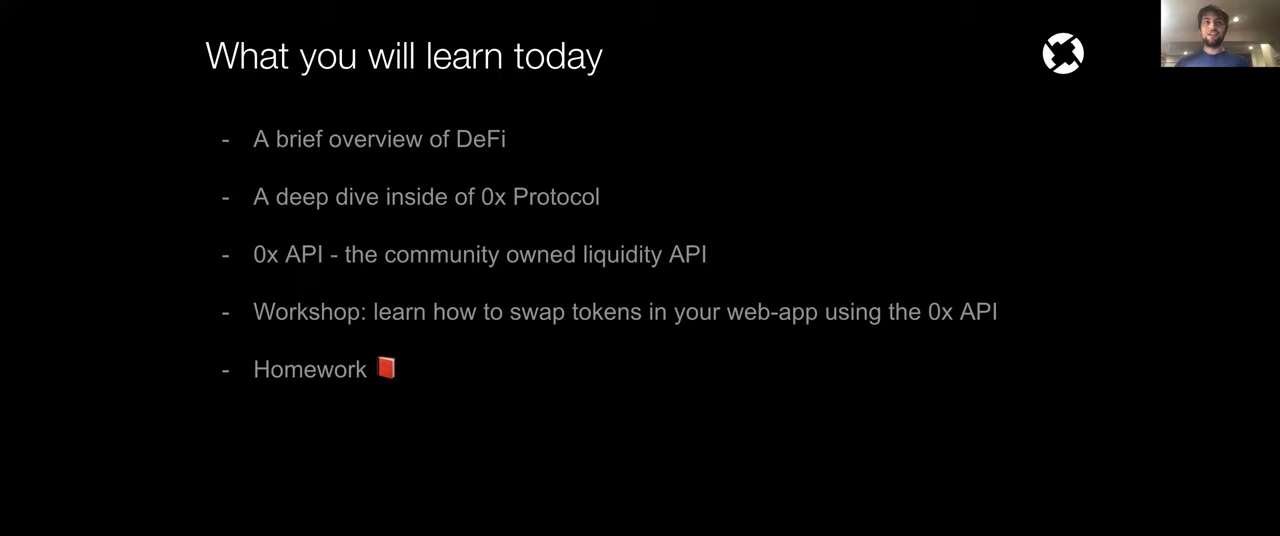 What you will learn today
- A brief overview of DeFi
- A deep dive inside of 0x Protocol
- 0x API - the community owned liquidity API
- Workshop: learn how to swap tokens in your web-app using the 0x API
- Homework 📕